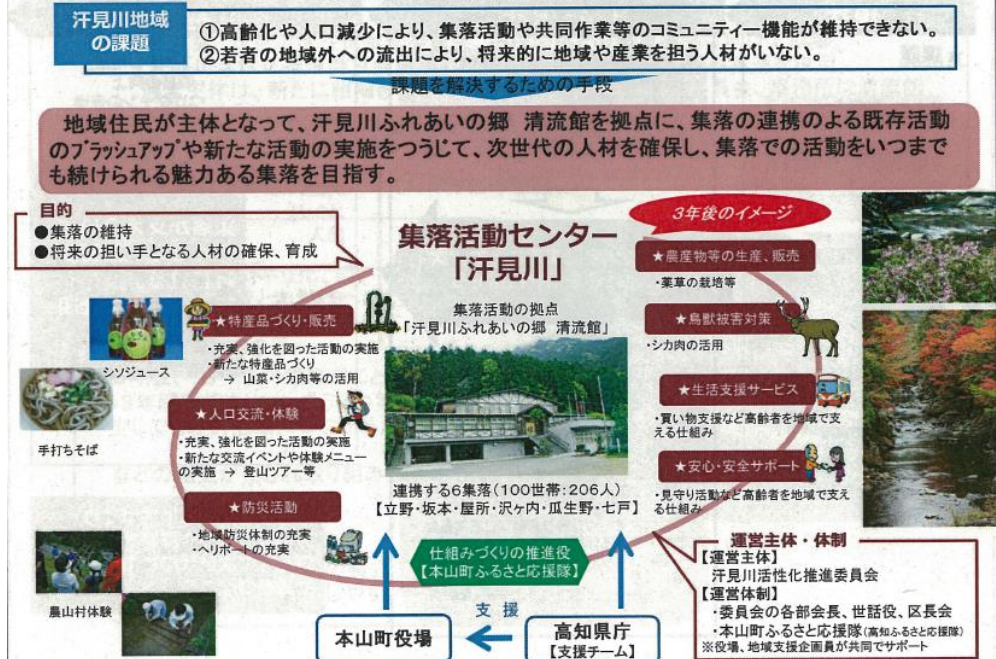 汗見川地域
の課題
①高齢化や人口減少により、集落活動や共同作業等のコミュニティー機能が維持できない。
②若者の地域外への流出により、将来的に地域や産業を担う人材がいない。
課題を解決するための手段
地域住民が主体となって、汗見川ふれあいの郷 清流館を拠点に、集落の連携のよる既存活動
のブラッシュアップや新たな活動の実施をつうじて、次世代の人材を確保し、集落での活動をいつまで
も続けられる魅力ある集落を目指す。
目的
●集落の維持
●将来の担い手となる人材の確保、育成
集落活動センター
「汗見川」
3年後のイメージ
集落活動の拠点
「汗見川ふれあいの郷 清流館」
★特産品づくり・販売
・充実、強化を図った活動の実施
・新たな特産品づくり
→ 山菜・シカ肉等の活用
シソジュース
手打ちそば
★人口交流・体験
・充実、強化を図った活動の実施
・新たな交流イベントや体験メニュー
の実施 → 登山ツアー等
★防災活動
・地域防災体制の充実
・ヘリポートの充実
農山村体験
★農産物等の生産、販売
・薬草の栽培等
★鳥獣被害対策
・シカ肉の活用
★生活支援サービス
・買い物支援など高齢者を地域で支
える仕組み
★安心・安全サポート
・見守り活動など高齢者を地域で支え
る仕組み
連携する6集落(100世帯:206人)
【立野・坂本・屋所・沢ケ内・瓜生野・七戸】
仕組みづくりの推進役
【本山町ふるさと応援隊】
支援
本山町役場
高知県庁
【支援チーム】
運営主体・体制
【運営主体】
汗見川活性化推進委員会
【運営体制】
・委員会の各部会長、世話役、区長会
・本山町ふるさと応援隊(高知ふるさと応援隊)
※役場、地域支援企画員が共同でサポート